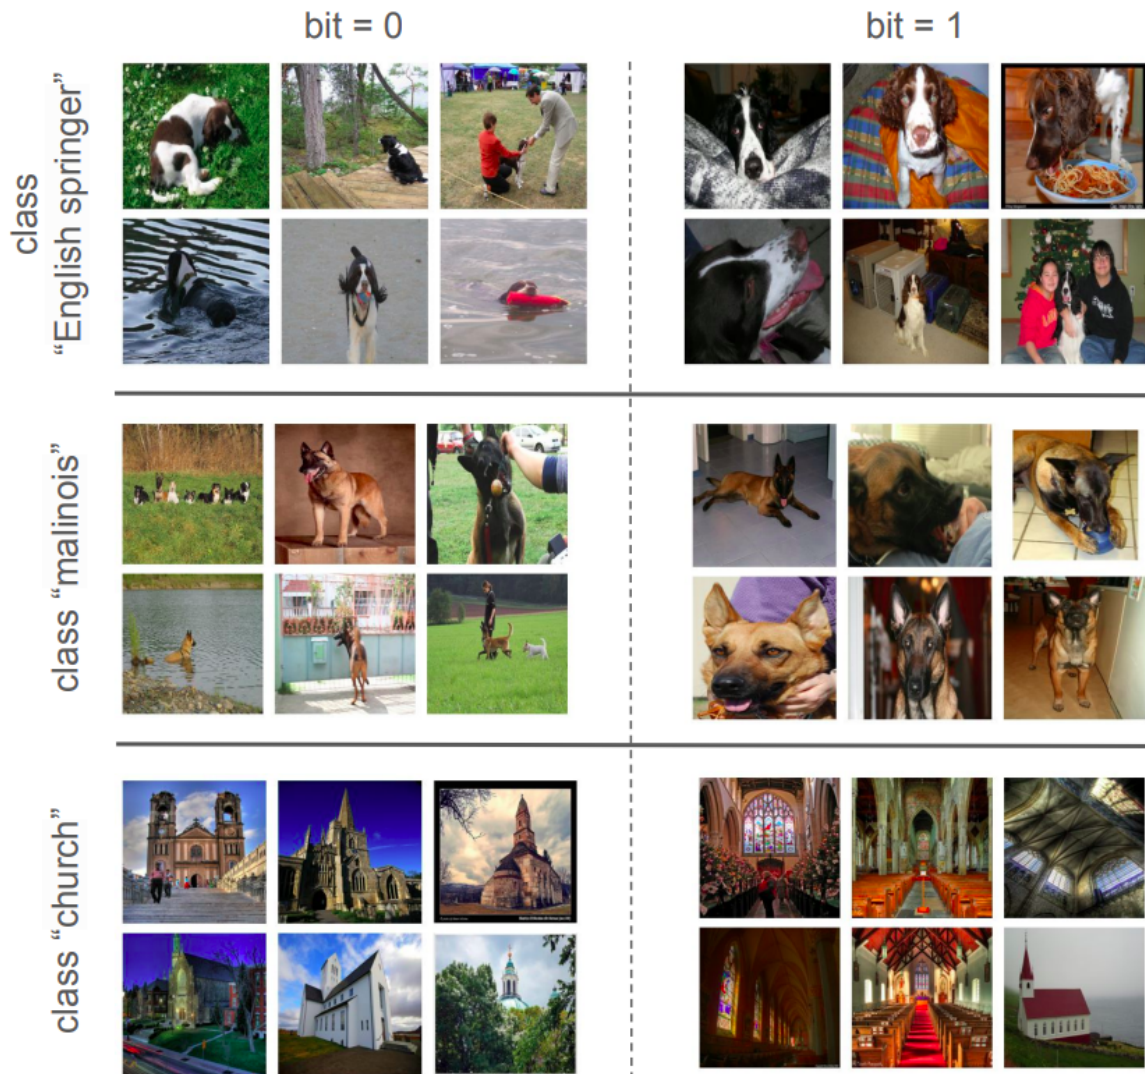 bit = 0
bit = 1
class
“English springer”
class “malinois”
class “church”